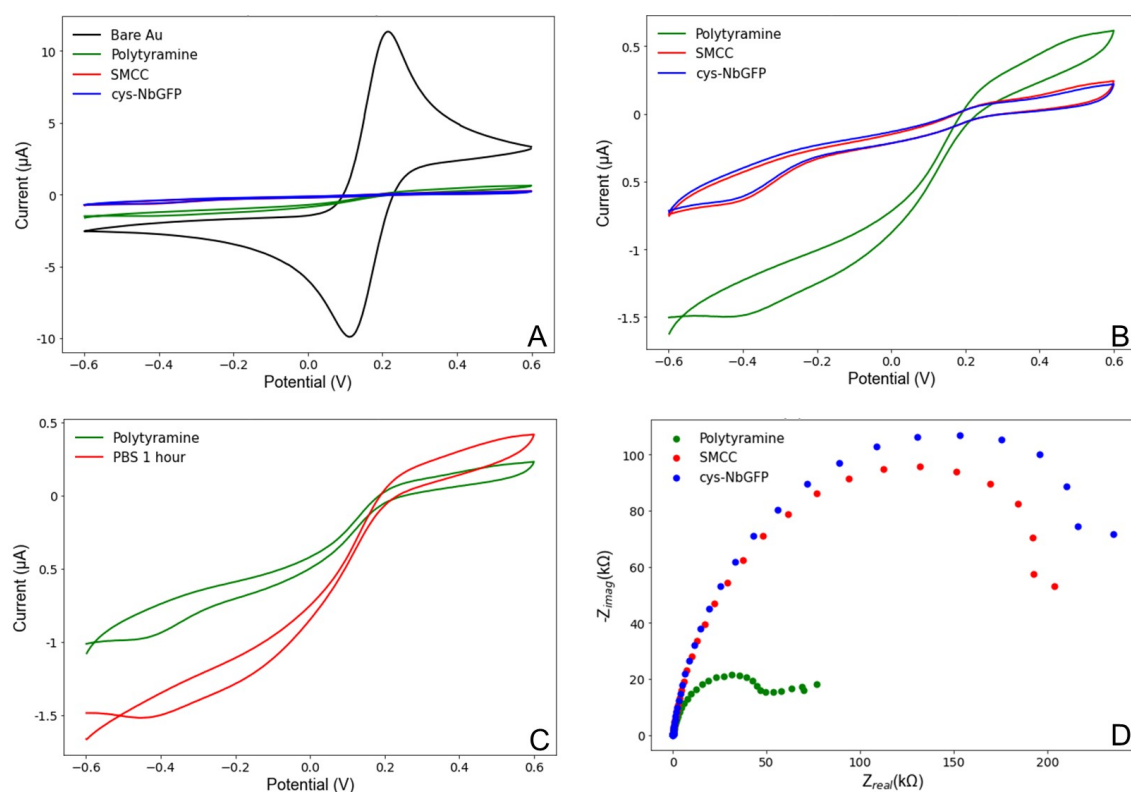 Bare Au
Polytyramine
SMCC
cys-NbGFP
10
5
0
-5
-10
Current (µA)
−0.6
−0.4
−0.2
0.0
0.2
0.4
0.6
Potential (V)
A
Polytyramine
SMCC
cys-NbGFP
0.5
0
0.5
-1
-1.5
Current (µA)
−0.6
−0.4
−0.2
0.0
0.2
0.4
0.6
Potential (V)
B
Polytyramine
PBS 1 hour
0.5
0
0.5
-1
-1.5
Current (µA)
−0.6
−0.4
−0.2
0.0
0.2
0.4
0.6
Potential (V)
C
Polytyramine
SMCC
cys-NbGFP
100
80
60
40
20
0
-Zimag(kΩ)
0
50
100
150
200
Zreal(kΩ)
D